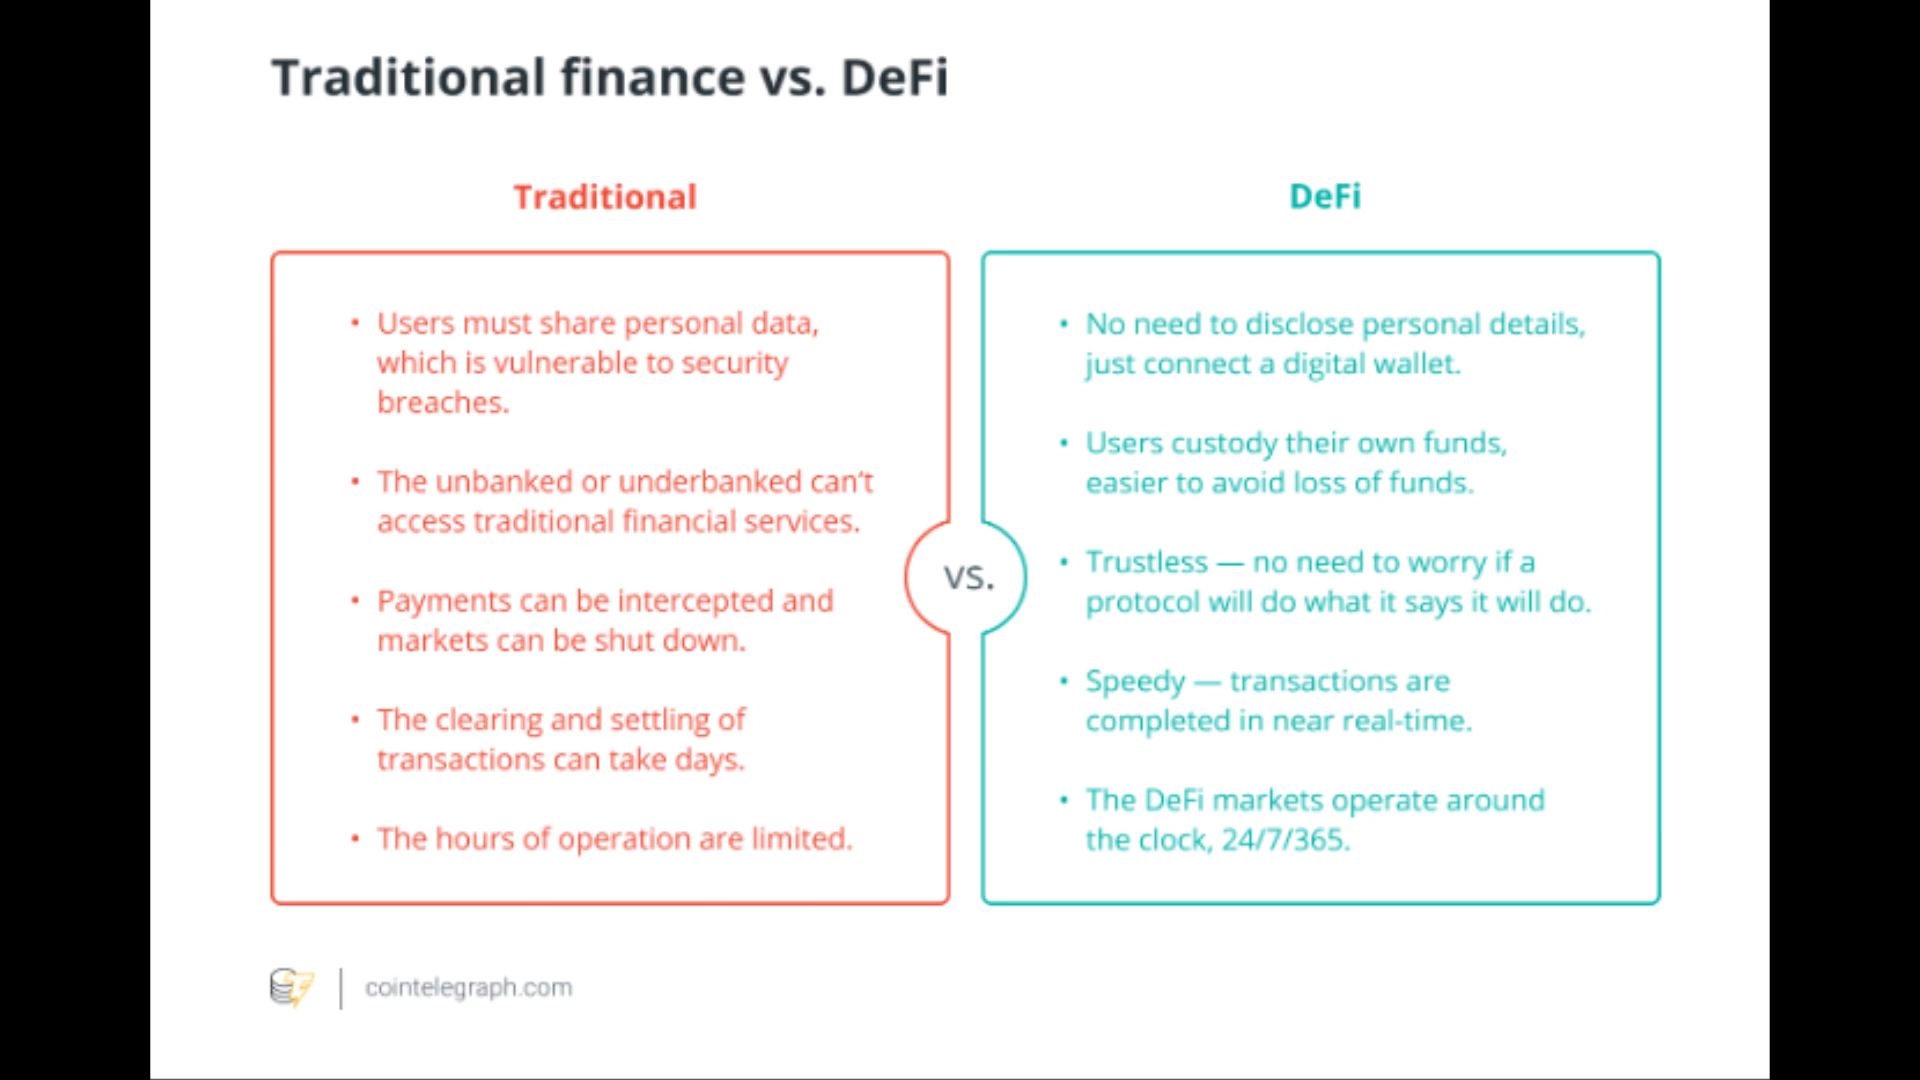 Traditional finance vs. DeFi
Traditional
• Users must share personal data,
which is vulnerable to security
breaches.
• The unbanked or underbanked can’t
access traditional financial services.
• Payments can be intercepted and
markets can be shut down.
• The clearing and settling of
transactions can take days.
• The hours of operation are limited.
vs.
DeFi
• No need to disclose personal details,
just connect a digital wallet.
• Users custody their own funds,
easier to avoid loss of funds.
• Trustless — no need to worry if a
protocol will do what it says it will do.
• Speedy — transactions are
completed in near real-time.
• The DeFi markets operate around
the clock, 24/7/365.
cointelegraph.com